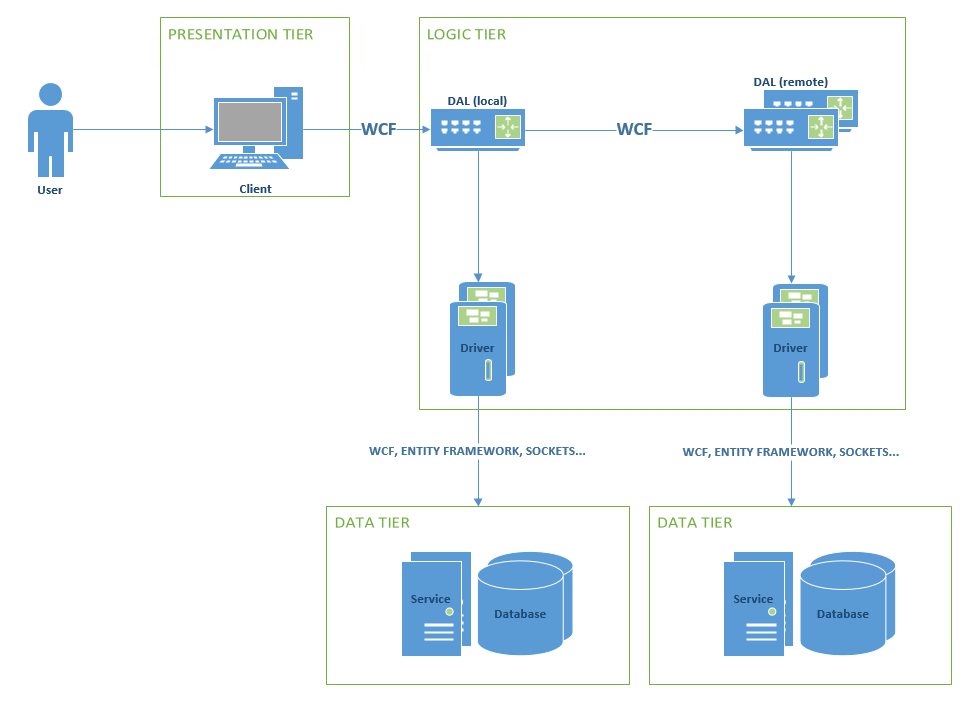 PRESENTATION TIER
LOGIC TIER
DAL (local)
DAL (remote)
WCF
WCF
User
Client
Driver
Driver
WCF, ENTITY FRAMEWORK, SOCKETS...
WCF, ENTITY FRAMEWORK, SOCKETS...
DATA TIER
DATA TIER
Service
Database
Service
Database